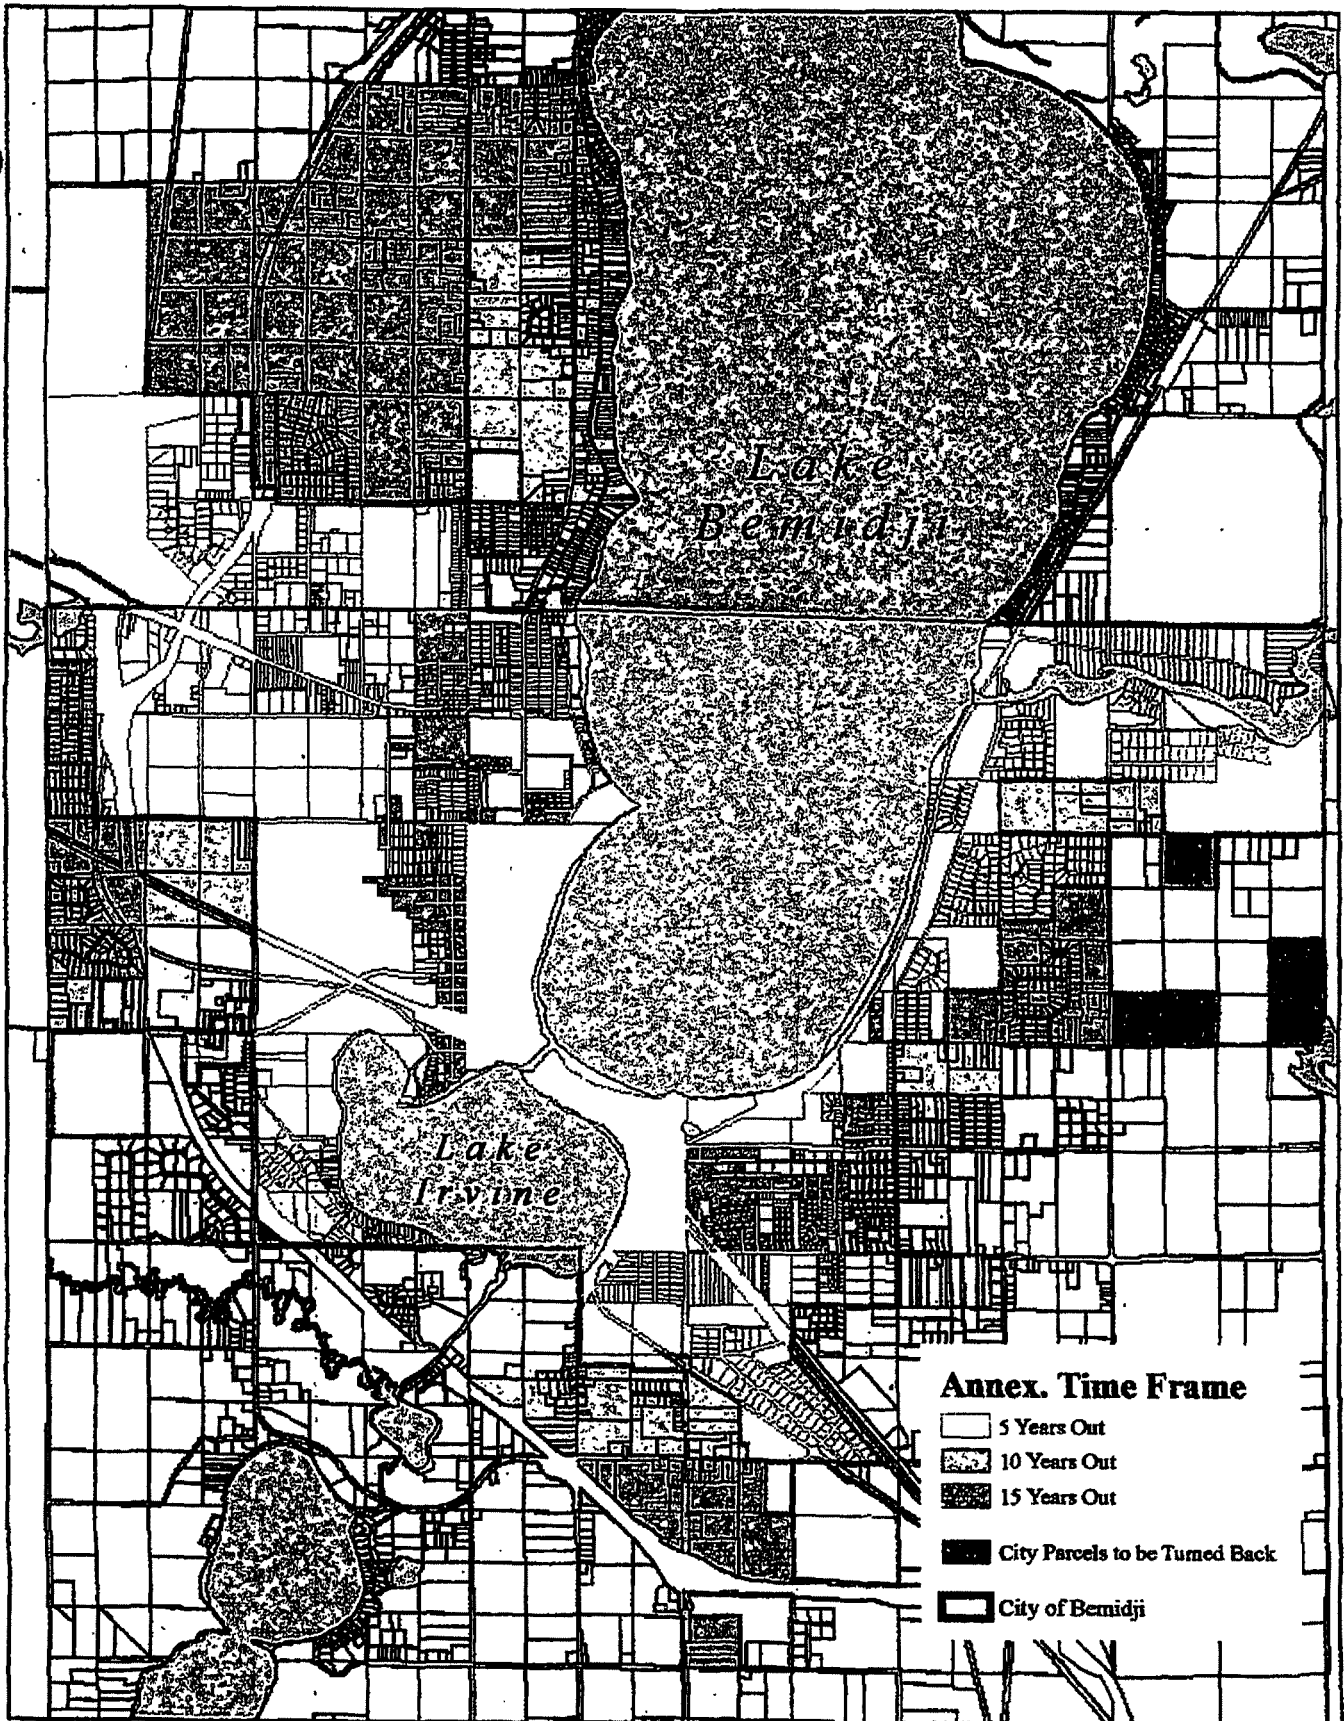 Lake
Bemidji
Lake
Irvine
Annex. Time Frame
5 Years Out
10 Years Out
15 Years Out
City Parcels to be Turned Back
City of Bemidji